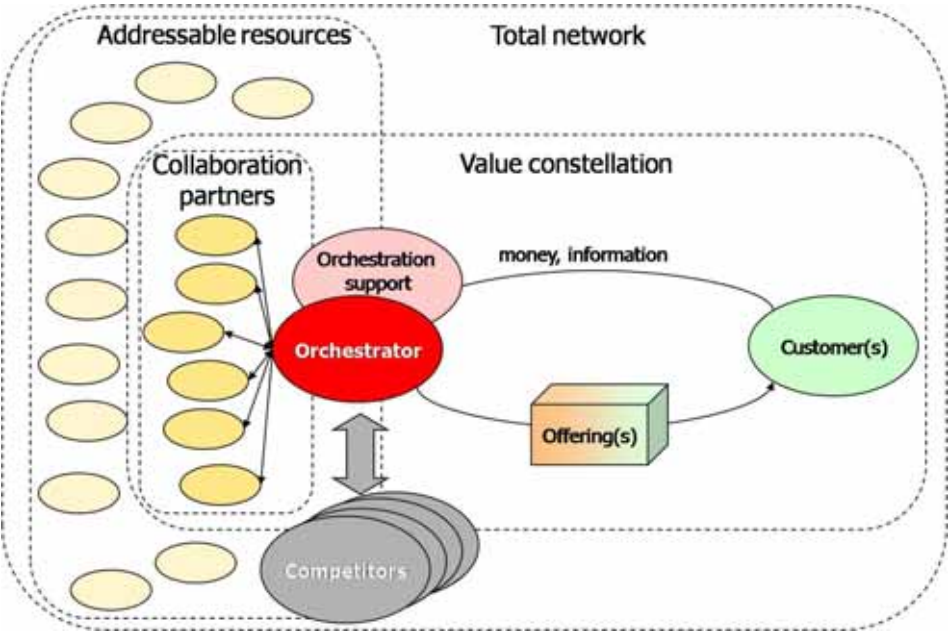 Addressable resources
Total network
Collaboration
partners
Value constellation
Orchestration
support
money, information
Orchestrator
Customer(s)
Offering(s)
Competitors